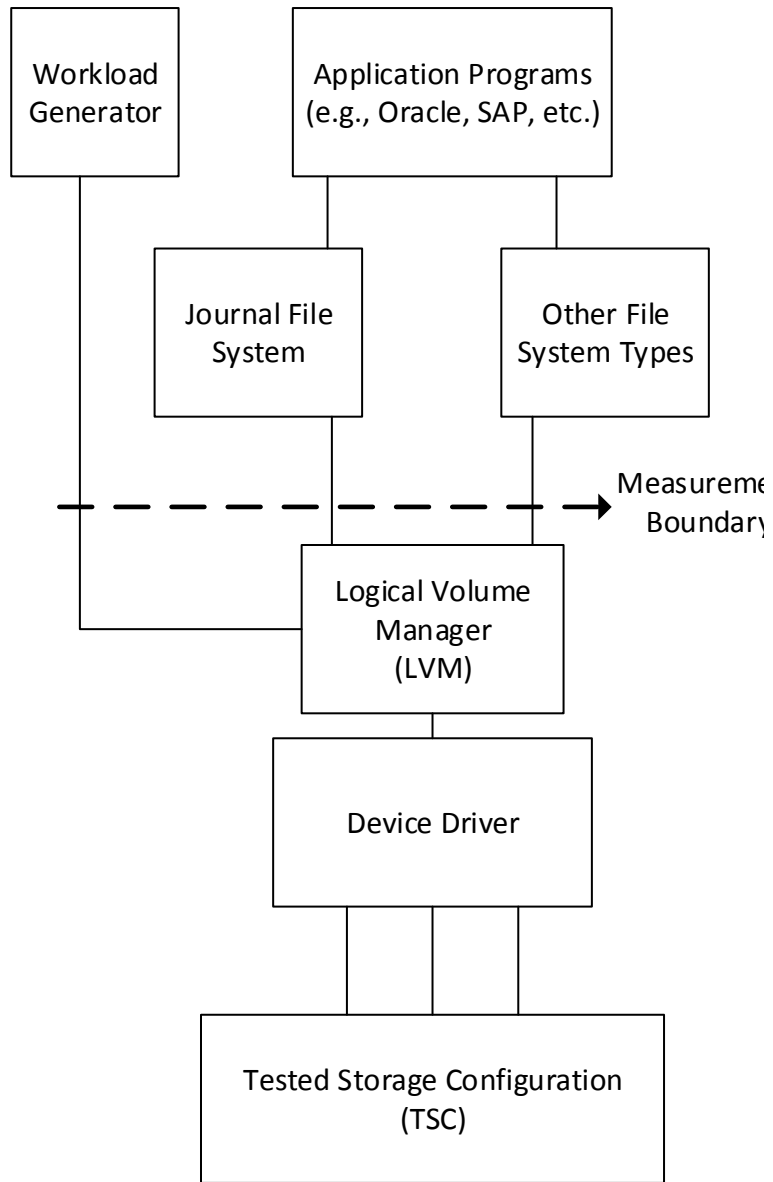 Workload
Generator
Application Programs
(e.g., Oracle, SAP, etc.)
Journal File
System
Other File
System Types
Measureme
Boundary
Logical Volume
Manager
(LVM)
Device Driver
Tested Storage Configuration
(TSC)